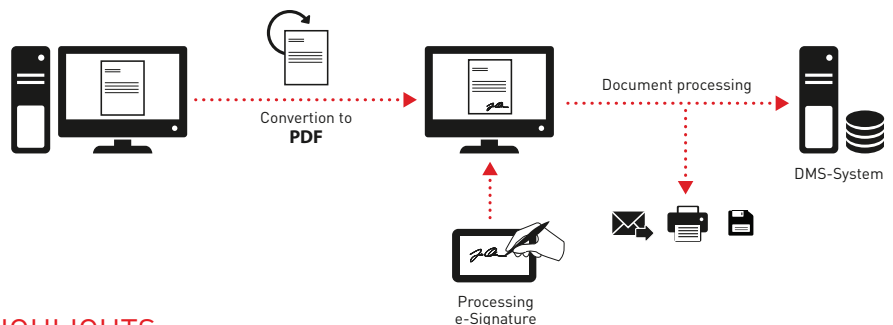 Convertion to
PDF
Document processing
DMS-System
Processing
e-Signature